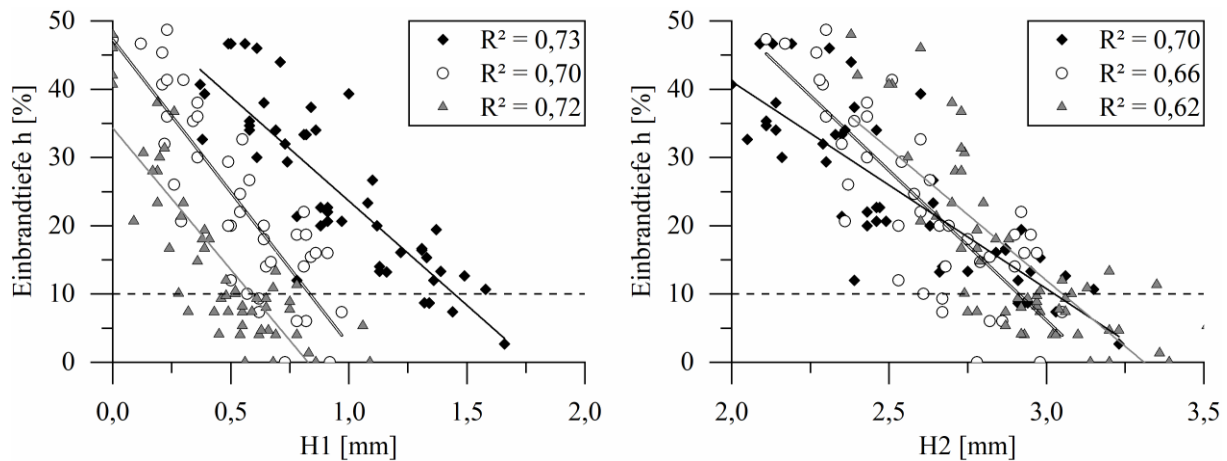 Einbrandtiefe h [%]
50
40
30
20
10
0
0,0
0,5
1,0
1,5
2,0
H1 [mm]
R² = 0,73
R² = 0,70
R² = 0,72
Einbrandtiefe h [%]
50
40
30
20
10
0
2,0
2,5
3,0
3,5
H2 [mm]
R² = 0,70
R² = 0,66
R² = 0,62